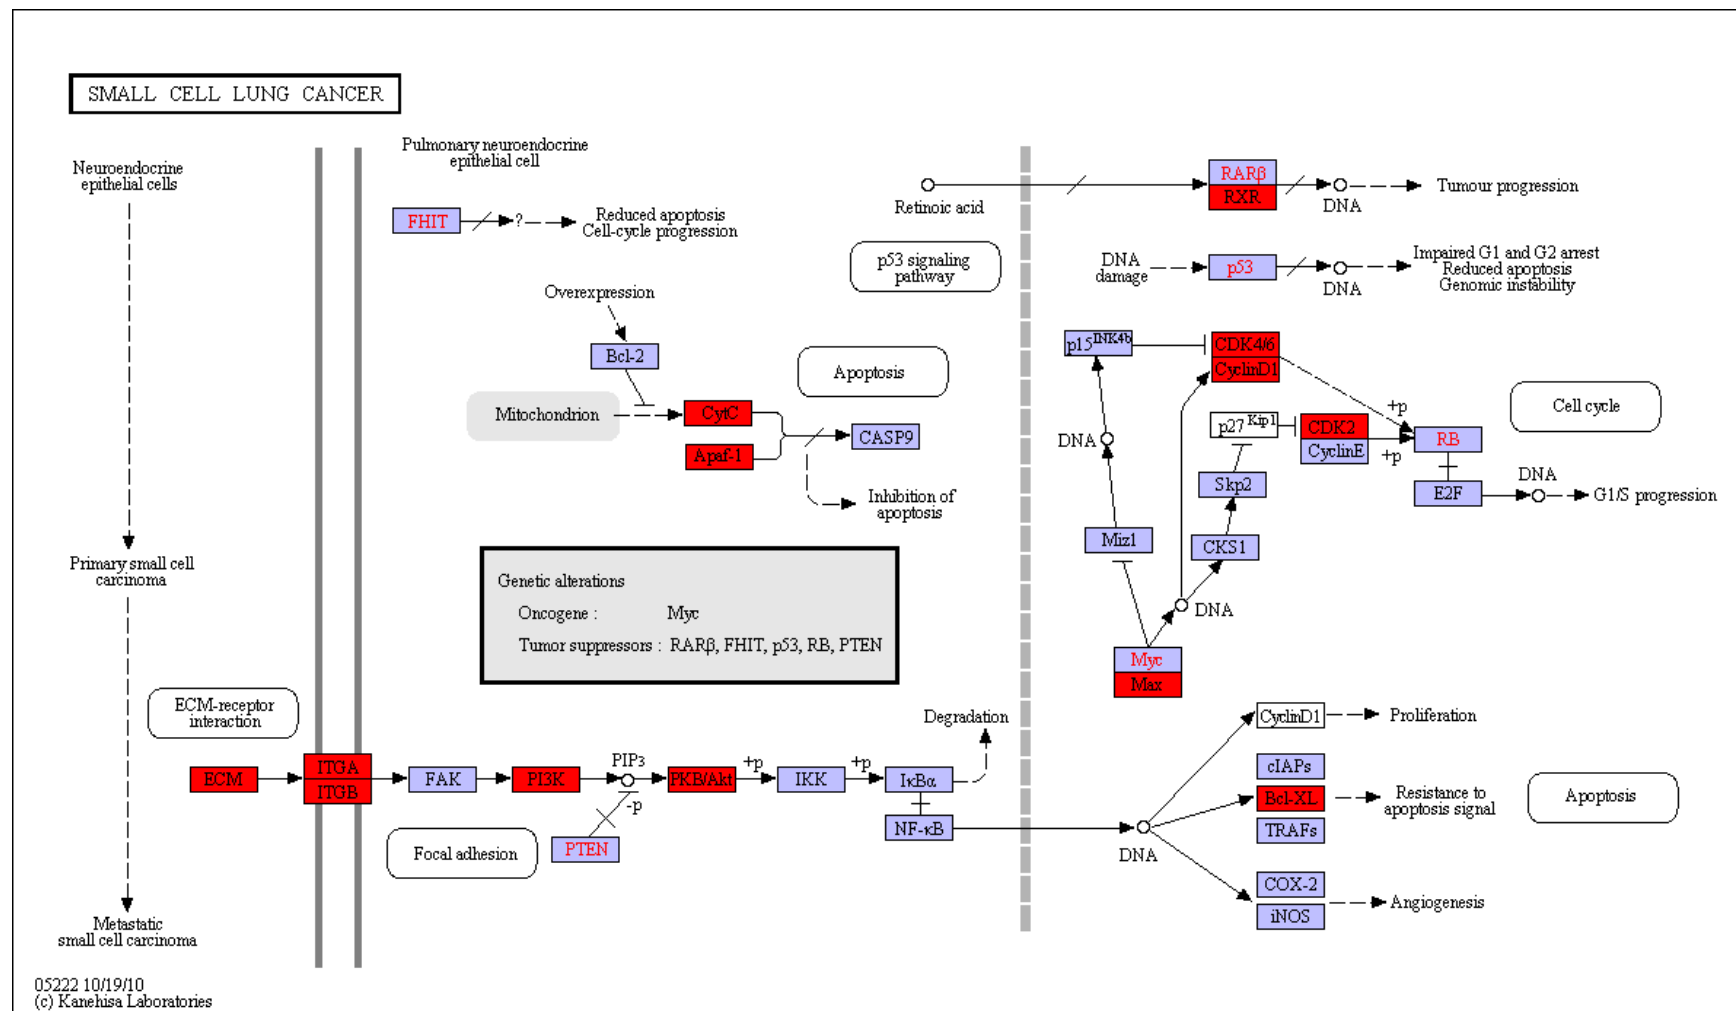 SMALL CELL LUNG CANCER
Neuroendocrine
epithelial cells
Primary small cell
carcinoma
Metastatic
small cell carcinoma
Pulmonary neuroendocrine
epithelial cell
FHIT
?
Reduced apoptosis
Cell-cycle progression
Overexpression
Bcl-2
Mitochondrion
CytC
Apaf-1
CASP9
Apoptosis
Inhibition of
apoptosis
p53 signaling
pathway
Retinoic acid
RARβ
RXR
DNA
Tumour progression
DNA
damage
p53
DNA
Impaired G1 and G2 arrest
Reduced apoptosis
Genomic instability
p15INK4b
CDK4/6
CyclinD1
p27Kip1
CDK2
CyclinE
+p
+p
RB
E2F
DNA
G1/S progression
Cell cycle
DNA
Skp2
Miz1
CKS1
DNA
Myc
Max
Genetic alterations
Oncogene : Myc
Tumor suppressors : RARβ, FHIT, p53, RB, PTEN
ECM-receptor
interaction
ECM
ITGA
ITGB
FAK
PI3K
PIP3
-p
PTEN
PKB/Akt
+p
IKK
+p
IκBα
NF-κB
Degradation
Focal adhesion
DNA
CyclinD1
Proliferation
cIAPs
Bcl-XL
TRAFs
Resistance to
apoptosis signal
Apoptosis
COX-2
iNOS
Angiogenesis
05222 10/19/10
(c) Kanehisa Laboratories